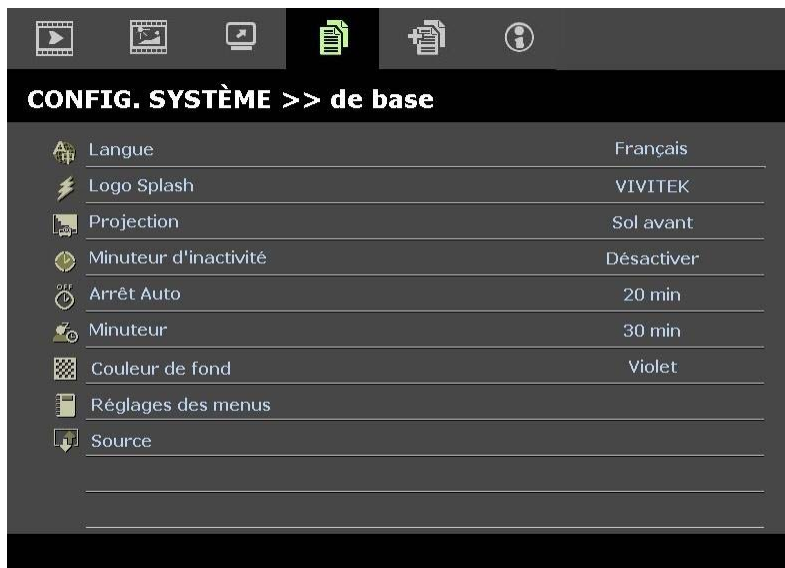 CONFIG. SYSTÈME >> de base
Langue Français
Logo Splash VIVITEK
Projection Sol avant
Minuteur d'inactivité Désactiver
Arrêt Auto 20 min
Minuteur 30 min
Couleur de fond Violet
Réglages des menus
Source